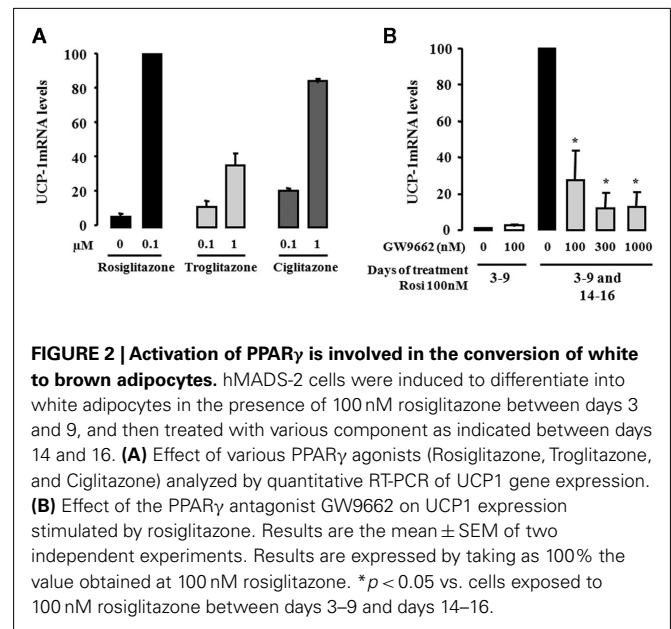 A
100
80
60
40
20
0
UCP-1mRNA levels
µM 0 0.1 0.1 1 0.1 1
Rosiglitazone Troglitazone Ciglitazone
B
100
80
60
40
20
0
UCP-1mRNA levels
* * *
GW9662 (nM) 0 100 0 100 300 1000
Days of treatment
Rosi 100nM
3-9
3-9 and
14-16
FIGURE 2 | Activation of PPARγ is involved in the conversion of white
to brown adipocytes. hMADS-2 cells were induced to differentiate into
white adipocytes in the presence of 100 nM rosiglitazone between days 3
and 9, and then treated with various component as indicated between days
14 and 16. (A) Effect of various PPARγ agonists (Rosiglitazone, Troglitazone,
and Ciglitazone) analyzed by quantitative RT-PCR of UCP1 gene expression.
(B) Effect of the PPARγ antagonist GW9662 on UCP1 expression
stimulated by rosiglitazone. Results are the mean ± SEM of two
independent experiments. Results are expressed by taking as 100% the
value obtained at 100 nM rosiglitazone. *p < 0.05 vs. cells exposed to
100 nM rosiglitazone between days 3–9 and days 14–16.